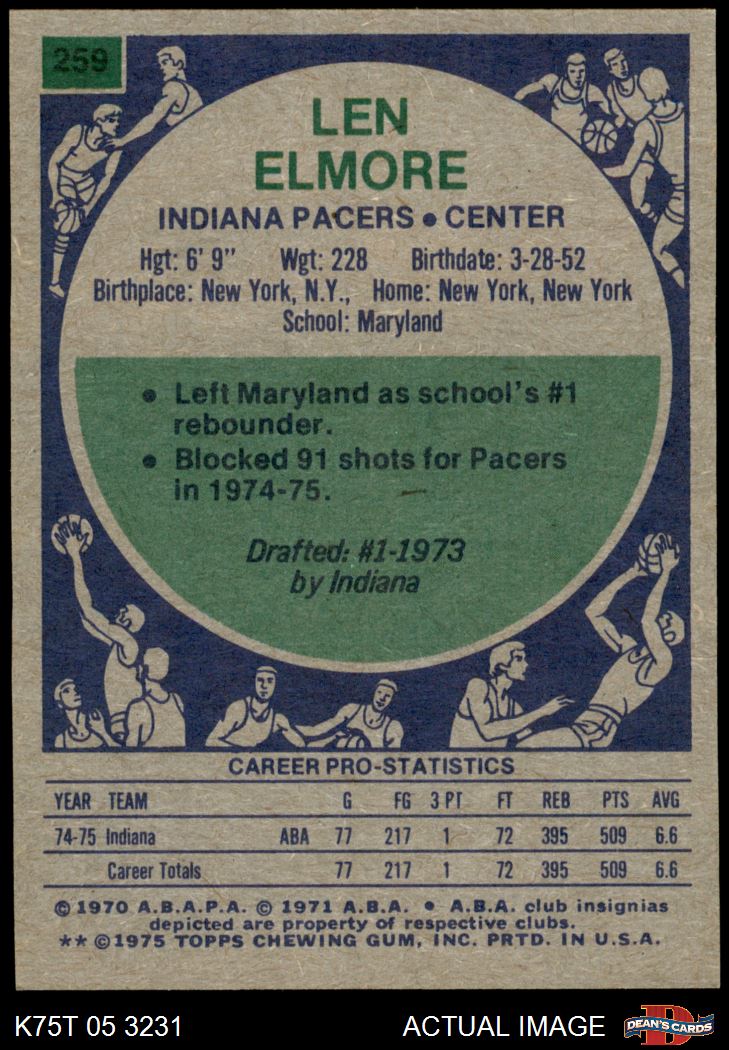 259
LEN
ELMORE
INDIANA PACERS • CENTER
Hgt: 6' 9" Wgt: 228 Birthdate: 3-28-52
Birthplace: New York, N.Y., Home: New York, New York
School: Maryland
• Left Maryland as school's #1
rebounder.
• Blocked 91 shots for Pacers
in 1974-75.
Drafted: #1-1973
by Indiana
CAREER PRO-STATISTICS
YEAR TEAM G FG 3 PT FT REB PTS AVG
74-75 Indiana ABA 77 217 1 72 395 509 6.6
Career Totals 77 217 1 72 395 509 6.6
© 1970 A.B.A.P.A. © 1971 A.B.A. • A.B.A. club insignias
depicted are property of respective clubs.
** © 1975 TOPPS CHEWING GUM, INC. PRTD. IN U.S.A.
K75T 05 3231 ACTUAL IMAGE D DEAN'S CARDS